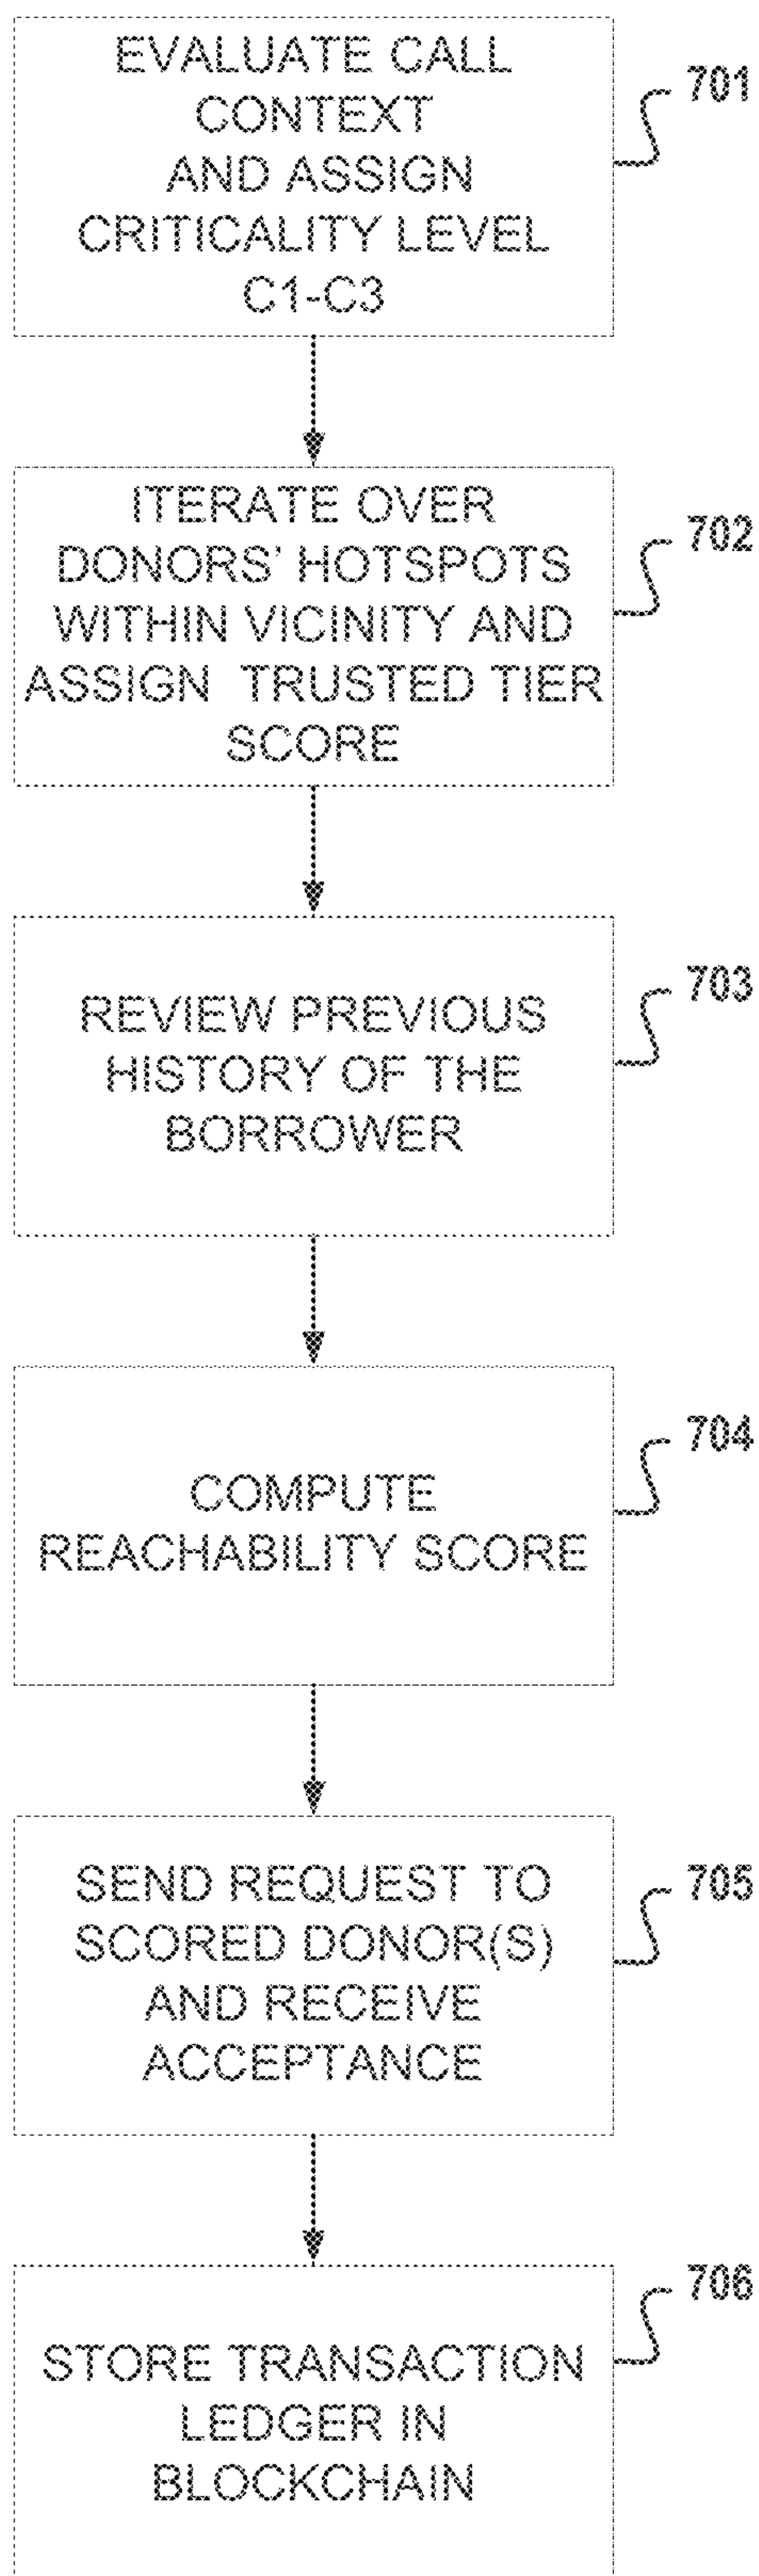 EVALUATE CALL
CONTEXT
AND ASSIGN
CRITICALITY LEVEL
C1-C3
701
ITERATE OVER
DONORS’ HOTSPOTS
WITHIN VICINITY AND
ASSIGN TRUSTED TIER
SCORE
702
REVIEW PREVIOUS
HISTORY OF THE
BORROWER
703
COMPUTE
REACHABILITY SCORE
704
SEND REQUEST TO
SCORED DONOR(S)
AND RECEIVE
ACCEPTANCE
705
STORE TRANSACTION
LEDGER IN
BLOCKCHAIN
706